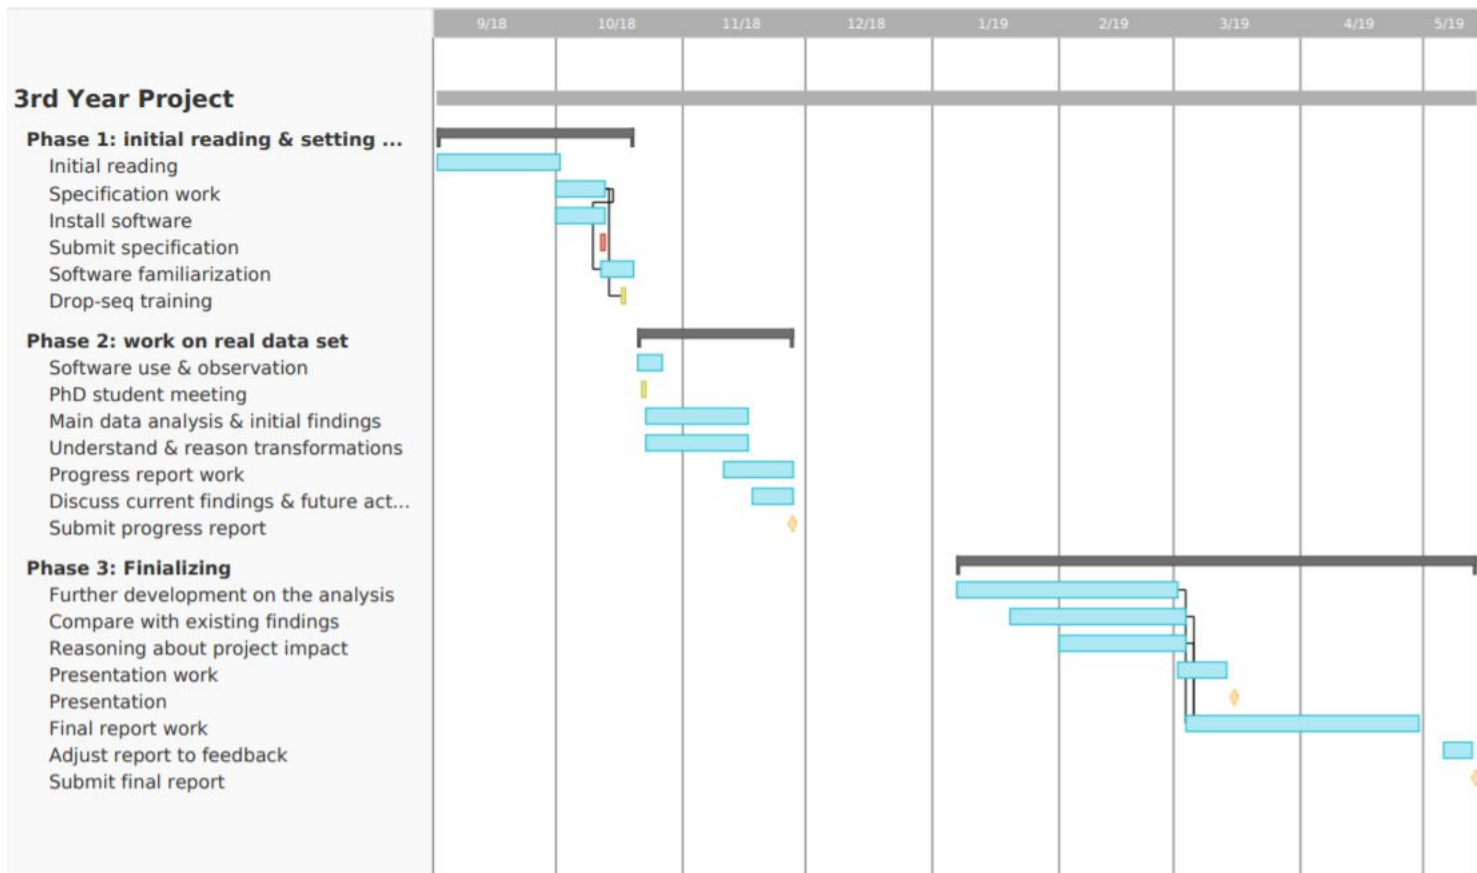 9/18 10/18 11/18 12/18 1/19 2/19 3/19 4/19 5/19
3rd Year Project
Phase 1: initial reading & setting ...
Initial reading
Specification work
Install software
Submit specification
Software familiarization
Drop-seq training
Phase 2: work on real data set
Software use & observation
PhD student meeting
Main data analysis & initial findings
Understand & reason transformations
Progress report work
Discuss current findings & future act...
Submit progress report
Phase 3: Finializing
Further development on the analysis
Compare with existing findings
Reasoning about project impact
Presentation work
Presentation
Final report work
Adjust report to feedback
Submit final report